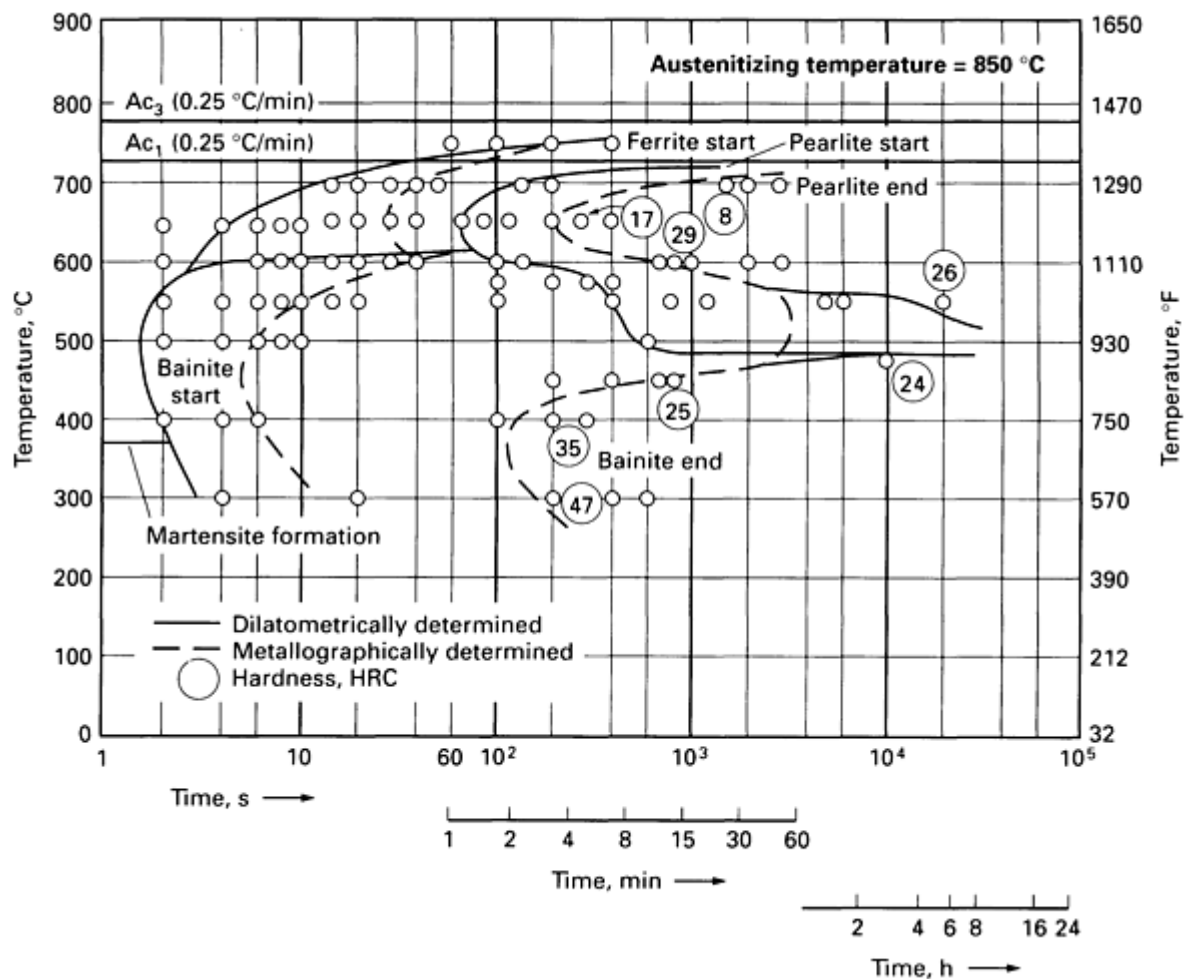 900
1650
Austenitizing temperature = 850 °C
Ac3 (0.25 °C/min)
800
1470
Ac1 (0.25 °C/min)
Ferrite start
Pearlite start
700
Pearlite end
1290
17
8
29
600
1110
26
500
930
Bainite
start
24
25
400
750
35
Bainite end
300
47
570
Martensite formation
200
390
Dilatometrically determined
Metallographically determined
100
212
Hardness, HRC
0
32
Temperature, °C
Temperature, °F
1
10
60
10²
10³
10⁴
10⁵
Time, s
1
2
4
8
15
30
60
Time, min
2
4
6
8
16
24
Time, h